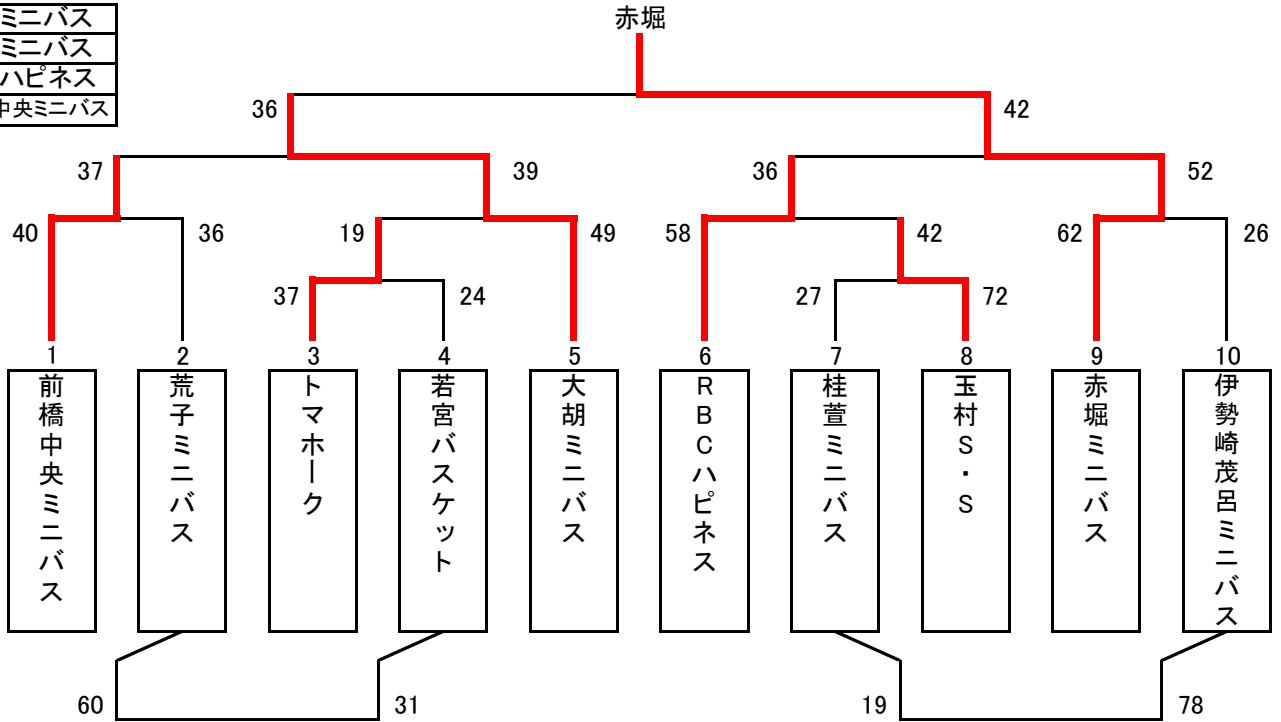 ミニバス
ミニバス
ハピネス
中央ミニバス
赤堀
36 42
37 39 36 52
40 36 19 49 58 42 62 26
37 24 27 72
1 2 3 4 5 6 7 8 9 10
前橋中央ミニバス
荒子ミニバス
トマホーク
若宮バスケット
大胡ミニバス
RBCハピネス
桂萱ミニバス
玉村S・S
赤堀ミニバス
伊勢崎茂呂ミニバス
60 31 19 78